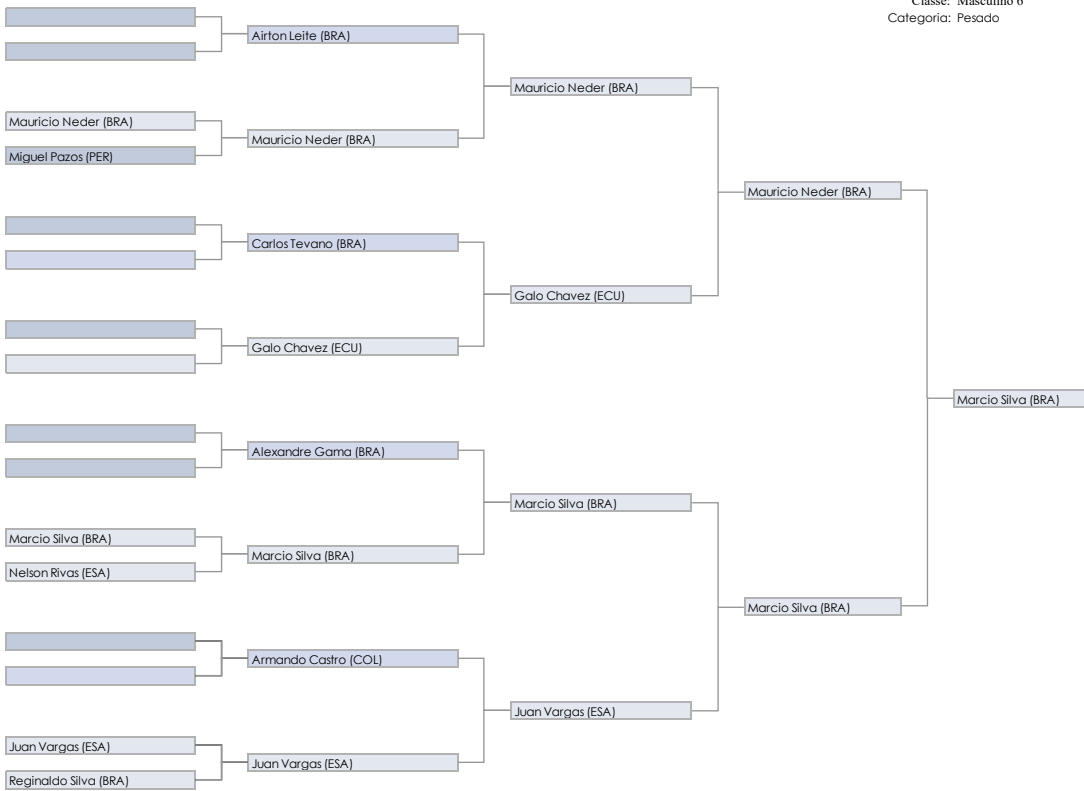 Classe: Masculino 6
Categoria: Pesado
Airton Leite (BRA)
Mauricio Neder (BRA)
Mauricio Neder (BRA)
Mauricio Neder (BRA)
Miguel Pazos (PER)
Mauricio Neder (BRA)
Carlos Tevano (BRA)
Galo Chavez (ECU)
Galo Chavez (ECU)
Marcio Silva (BRA)
Alexandre Gama (BRA)
Marcio Silva (BRA)
Marcio Silva (BRA)
Marcio Silva (BRA)
Nelson Rivas (ESA)
Marcio Silva (BRA)
Armando Castro (COL)
Juan Vargas (ESA)
Juan Vargas (ESA)
Juan Vargas (ESA)
Reginaldo Silva (BRA)